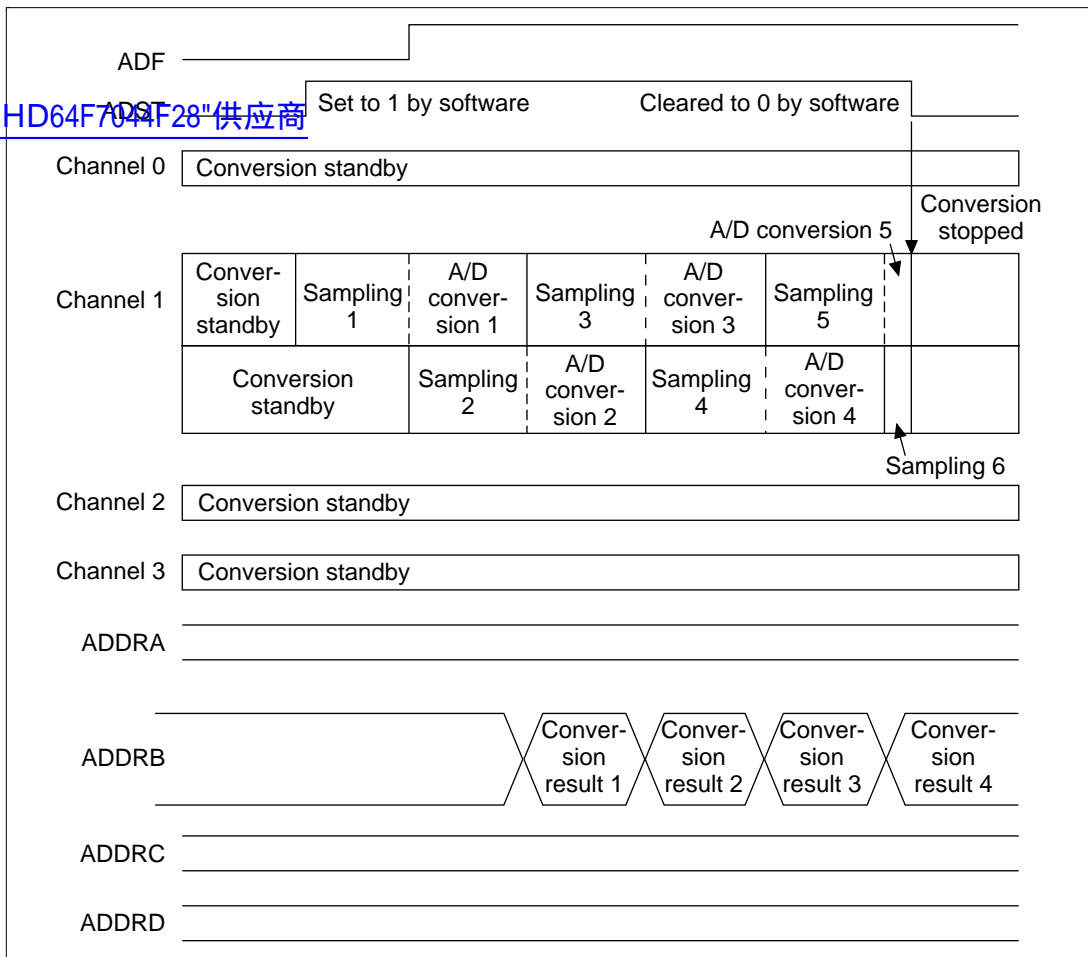 ADF
ADST
HD64F7044F28"供应商
Set to 1 by software
Cleared to 0 by software
Channel 0
Conversion standby
Conversion
stopped
A/D conversion 5
Channel 1
Conver-
sion
standby
Sampling
1
A/D
conver-
sion 1
Sampling
3
A/D
conver-
sion 3
Sampling
5
Conversion
standby
Sampling
2
A/D
conver-
sion 2
Sampling
4
A/D
conver-
sion 4
Sampling 6
Channel 2
Conversion standby
Channel 3
Conversion standby
ADDRA
ADDRB
Conver-
sion
result 1
Conver-
sion
result 2
Conver-
sion
result 3
Conver-
sion
result 4
ADDRC
ADDRD